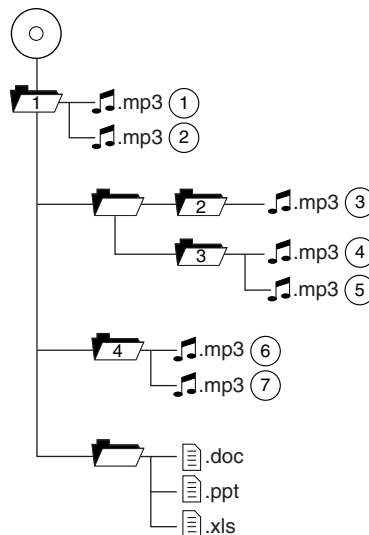 1 .mp3 1
.mp3 2
2 .mp3 3
3 .mp3 4
.mp3 5
4 .mp3 6
.mp3 7
.doc
.ppt
.xls